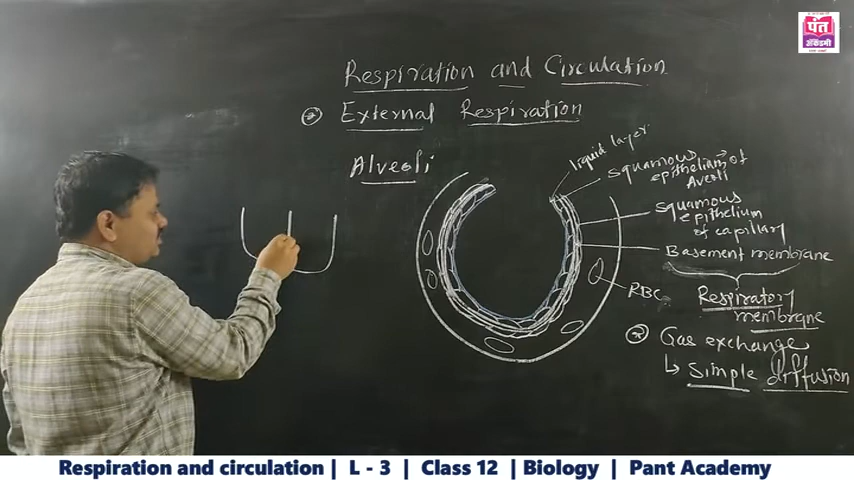 पंत
अ‍ॅकॅडमी
Respiration and Circulation
External Respiration
Alveoli
liquid layer
squamous
epithelium of
Aveoli
squamous
epithelium
of capillary
Basement membrane
RBC
Respiratory
membrane
Gas exchange
↳ simple diffusion
Respiration and circulation | L - 3 | Class 12 | Biology | Pant Academy